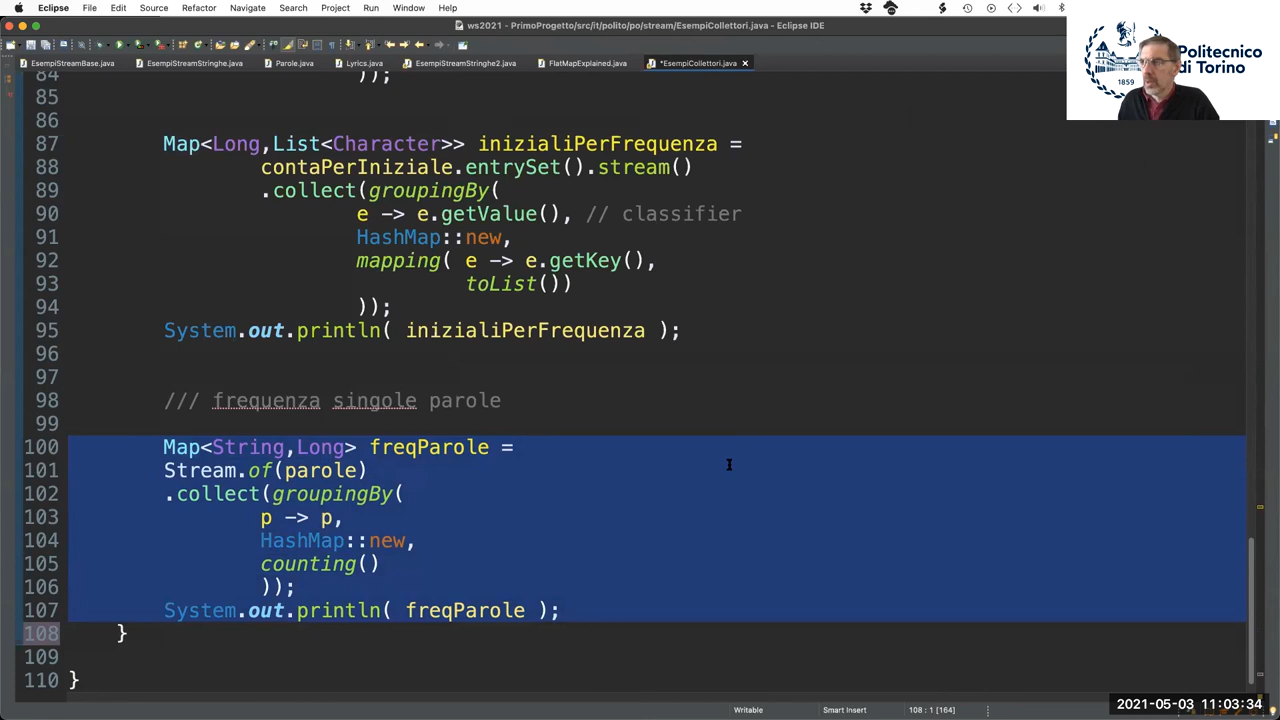 Eclipse File Edit Source Refactor Navigate Search Project Run Window Help
ws2021 - PrimoProgetto/src/it/polito/po/stream/EsempiCollettori.java - Eclipse IDE
EsempiStreamBase.java EsempiStreamStringhe.java Parole.java Lyrics.java EsempiStreamStringhe2.java FlatMapExplained.java *EsempiCollettori.java
Politecnico
di Torino
1859
84 ));
85
86
87 Map<Long,List<Character>> inizialiPerFrequenza =
88 contaPerIniziale.entrySet().stream()
89 .collect(groupingBy(
90 e -> e.getValue(), // classifier
91 HashMap::new,
92 mapping( e -> e.getKey(),
93 toList())
94 ));
95 System.out.println( inizialiPerFrequenza );
96
97
98 /// frequenza singole parole
99
100 Map<String,Long> freqParole =
101 Stream.of(parole)
102 .collect(groupingBy(
103 p -> p,
104 HashMap::new,
105 counting()
106 ));
107 System.out.println( freqParole );
108 }
109
110 }
Writable Smart Insert 108 : 1 [164]
2021-05-03 11:03:34